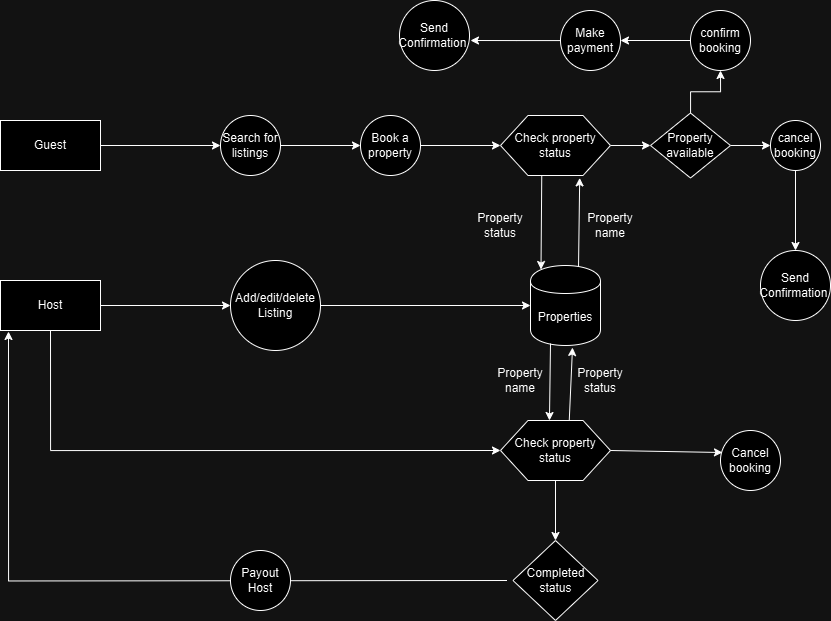 Send
Confirmation
Make
payment
confirm
booking
Guest
Search for
listings
Book a
property
Check property
status
Property
available
cancel
booking
Property
status
Property
name
Send
Confirmation
Host
Add/edit/delete
Listing
Properties
Property
name
Property
status
Check property
status
Cancel
booking
Payout
Host
Completed
status